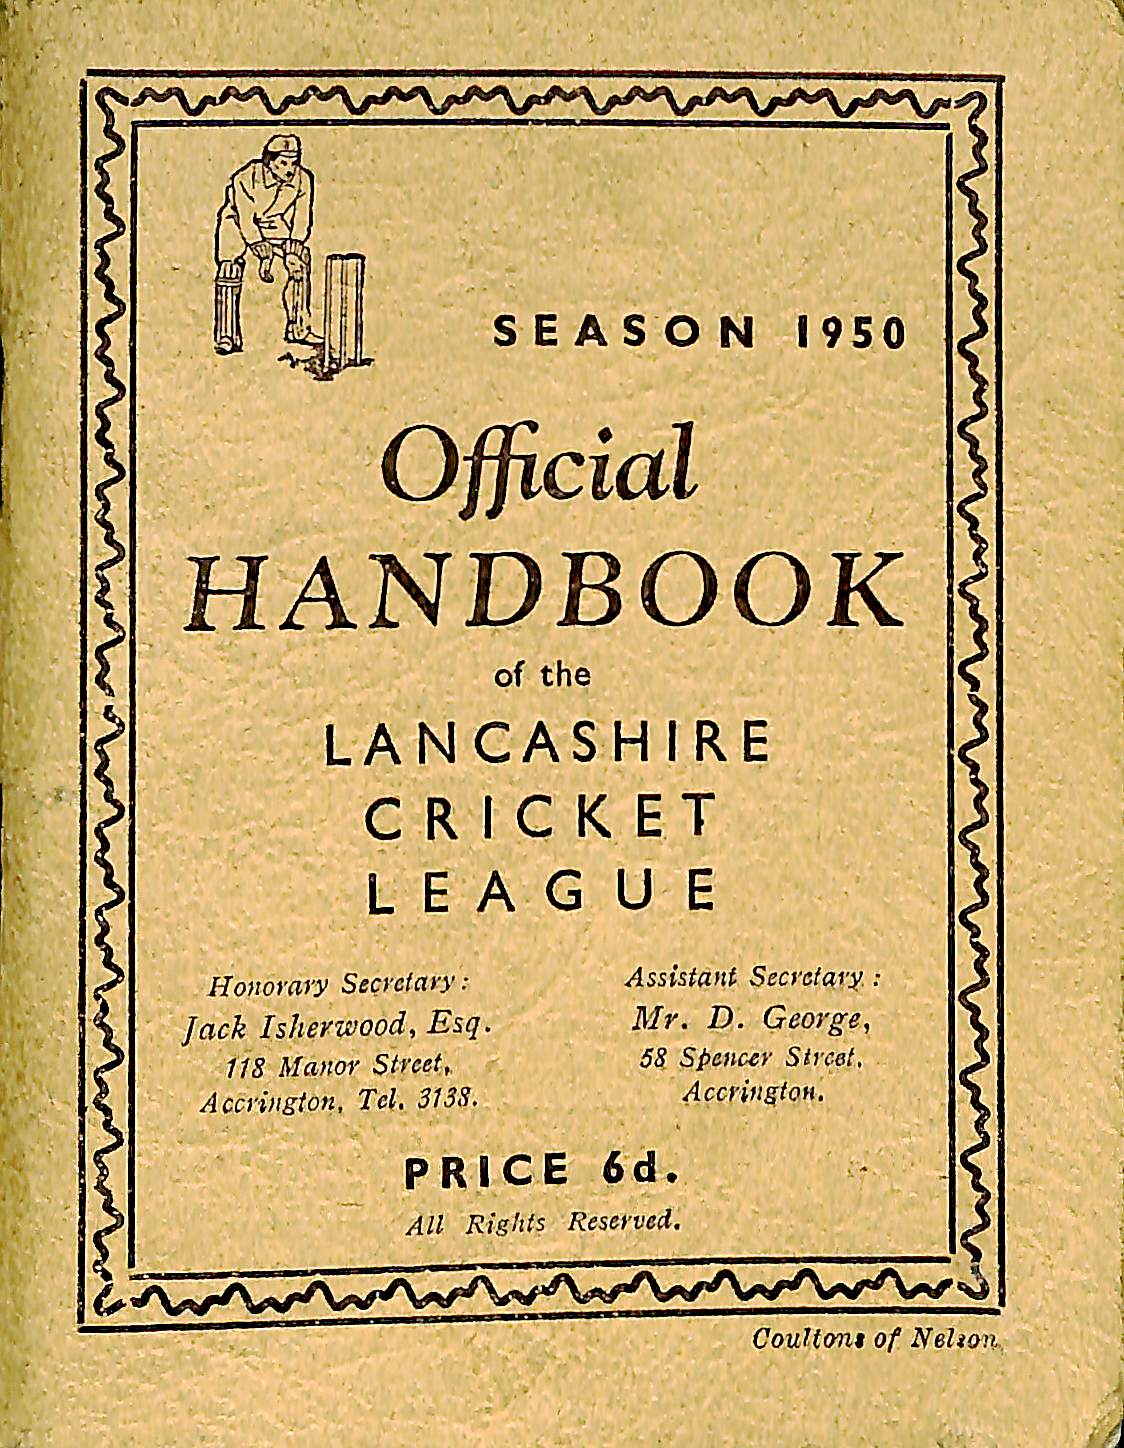 SEASON 1950
Official
HANDBOOK
of the
LANCASHIRE
CRICKET
LEAGUE
Honorary Secretary:
Jack Isherwood, Esq.
118 Manor Street,
Accrington, Tel. 3138.
Assistant Secretary:
Mr. D. George,
58 Spencer Street,
Accrington.
PRICE 6d.
All Rights Reserved.
Coultons of Nelson